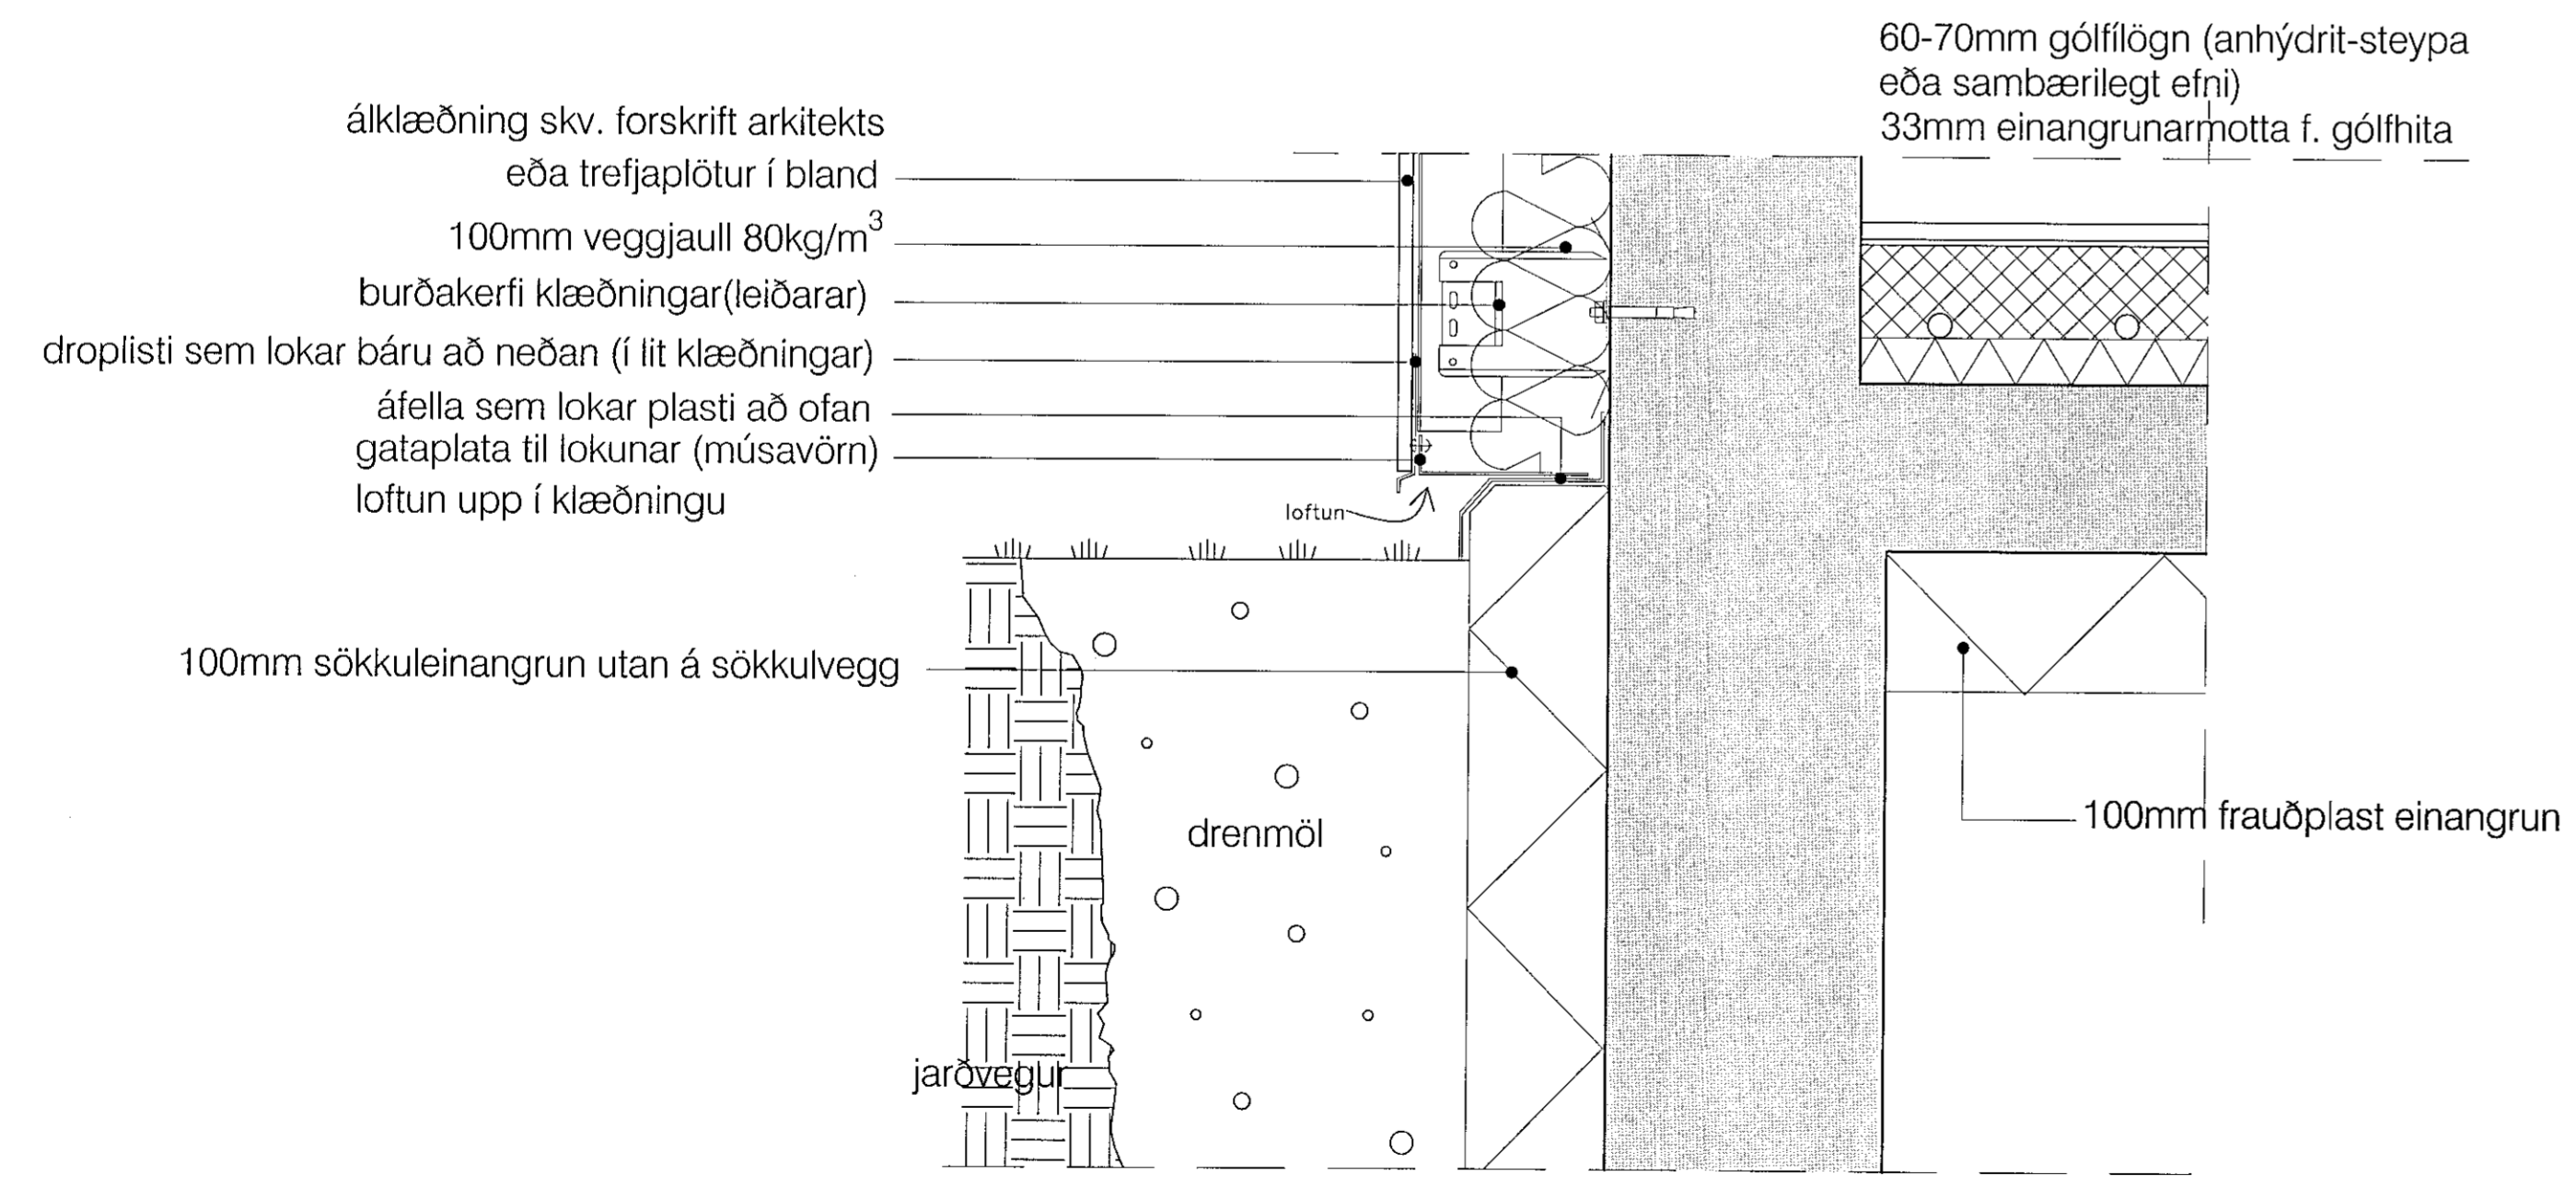 60-70mm gólfílögn (anhýdrit-steypa
eða sambærilegt efni)
33mm einangrunarmotta f. gólfhita
álklæðning skv. forskrift arkitekts
eða trefjaplötur í bland
100mm veggjaull 80kg/m³
burðakerfi klæðningar(leiðarar)
droplisti sem lokar báru að neðan (í lit klæðningar)
áfella sem lokar plasti að ofan
gataplata til lokunar (músavörn)
loftun upp í klæðningu
loftun
100mm sökkuleinangrun utan á sökkulvegg
100mm frauðplast einangrun
drenmöl
jarðvegur